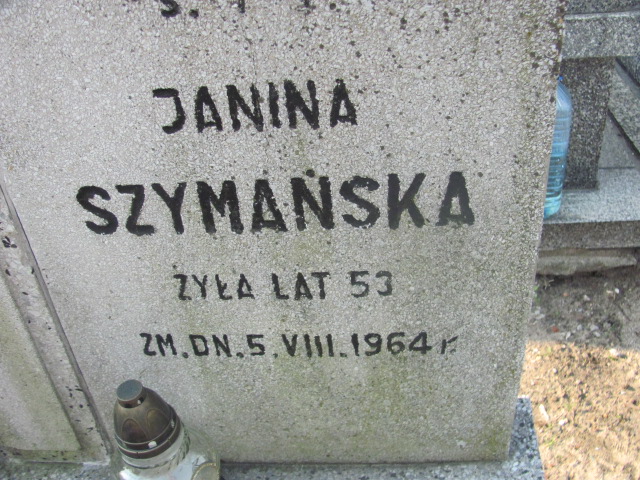 Ś. P.
JANINA
SZYMAŃSKA
ŻYŁA LAT 53
ZM. DN. 5. VIII. 1964 r.